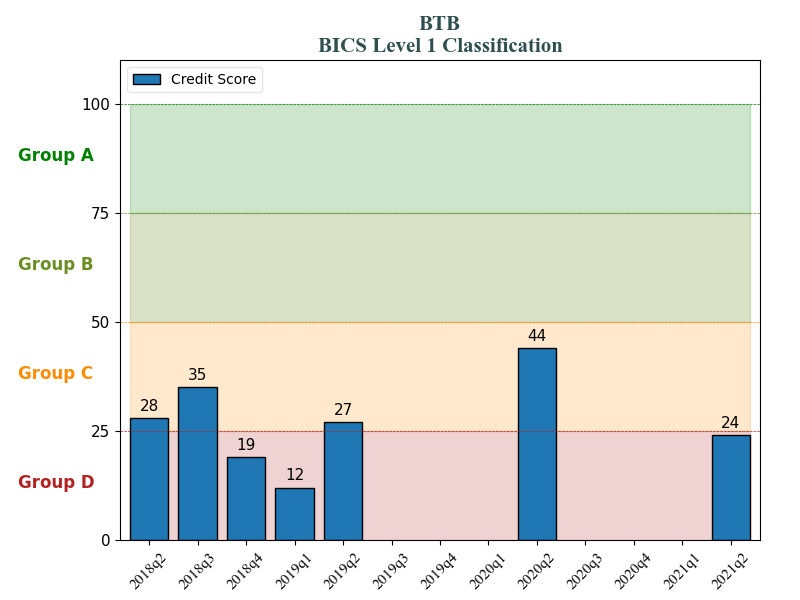 BTB
BICS Level 1 Classification
Credit Score
100
Group A
75
Group B
50
44
Group C
35
28
27
25
24
19
Group D
12
0
2018q2 2018q3 2018q4 2019q1 2019q2 2019q3 2019q4 2020q1 2020q2 2020q3 2020q4 2021q1 2021q2